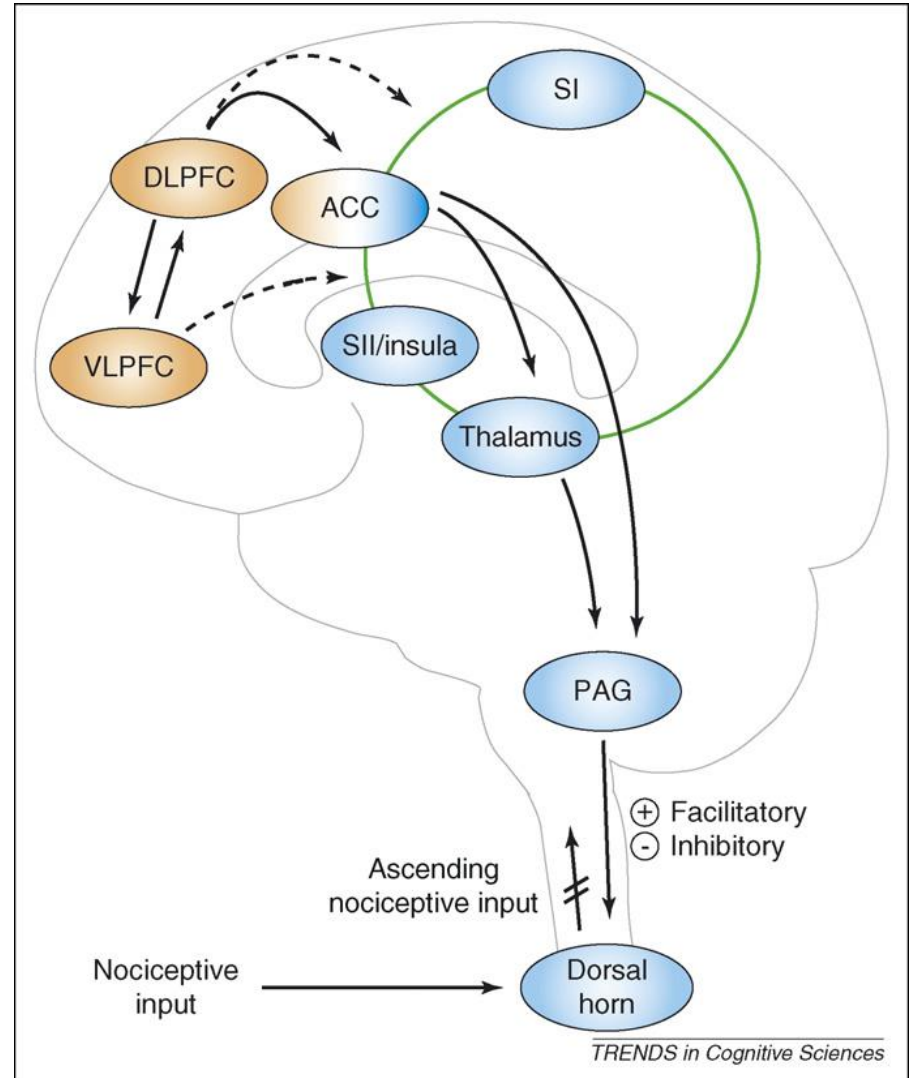 SI
DLPFC
ACC
SII/insula
VLPFC
Thalamus
PAG
+ Facilitatory
- Inhibitory
Ascending
nociceptive input
Nociceptive
input
Dorsal
horn
TRENDS in Cognitive Sciences